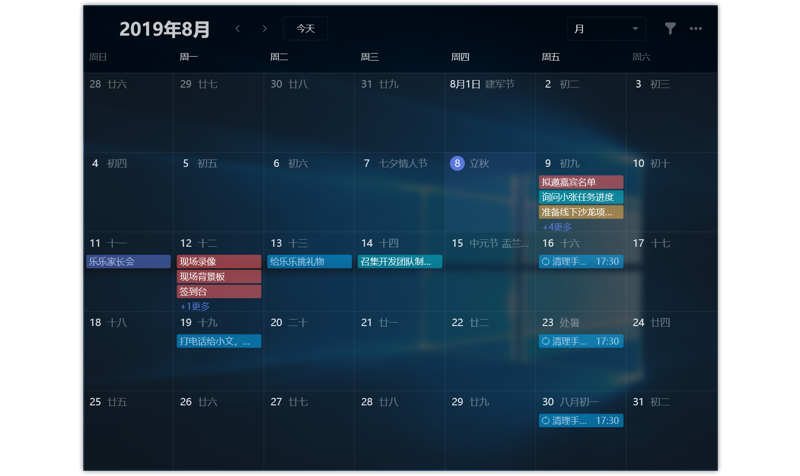 2019年8月 今天 月
周日 周一 周二 周三 周四 周五 周六
28 廿六 29 廿七 30 廿八 31 廿九 8月1日 建军节 2 初二 3 初三
4 初四 5 初五 6 初六 7 七夕情人节 8 立秋 9 初九 10 初十
拟邀嘉宾名单
询问小张任务进度
准备线下沙龙项...
+4更多
11 十一 12 十二 13 十三 14 十四 15 中元节 盂兰... 16 十六 17 十七
乐乐家长会 现场录像 给乐乐挑礼物 召集开发团队制... 清理手... 17:30
现场背景板
签到台
+1更多
18 十八 19 十九 20 二十 21 廿一 22 廿二 23 处暑 24 廿四
打电话给小文，... 清理手... 17:30
25 廿五 26 廿六 27 廿七 28 廿八 29 廿九 30 八月初一 31 初二
清理手... 17:30